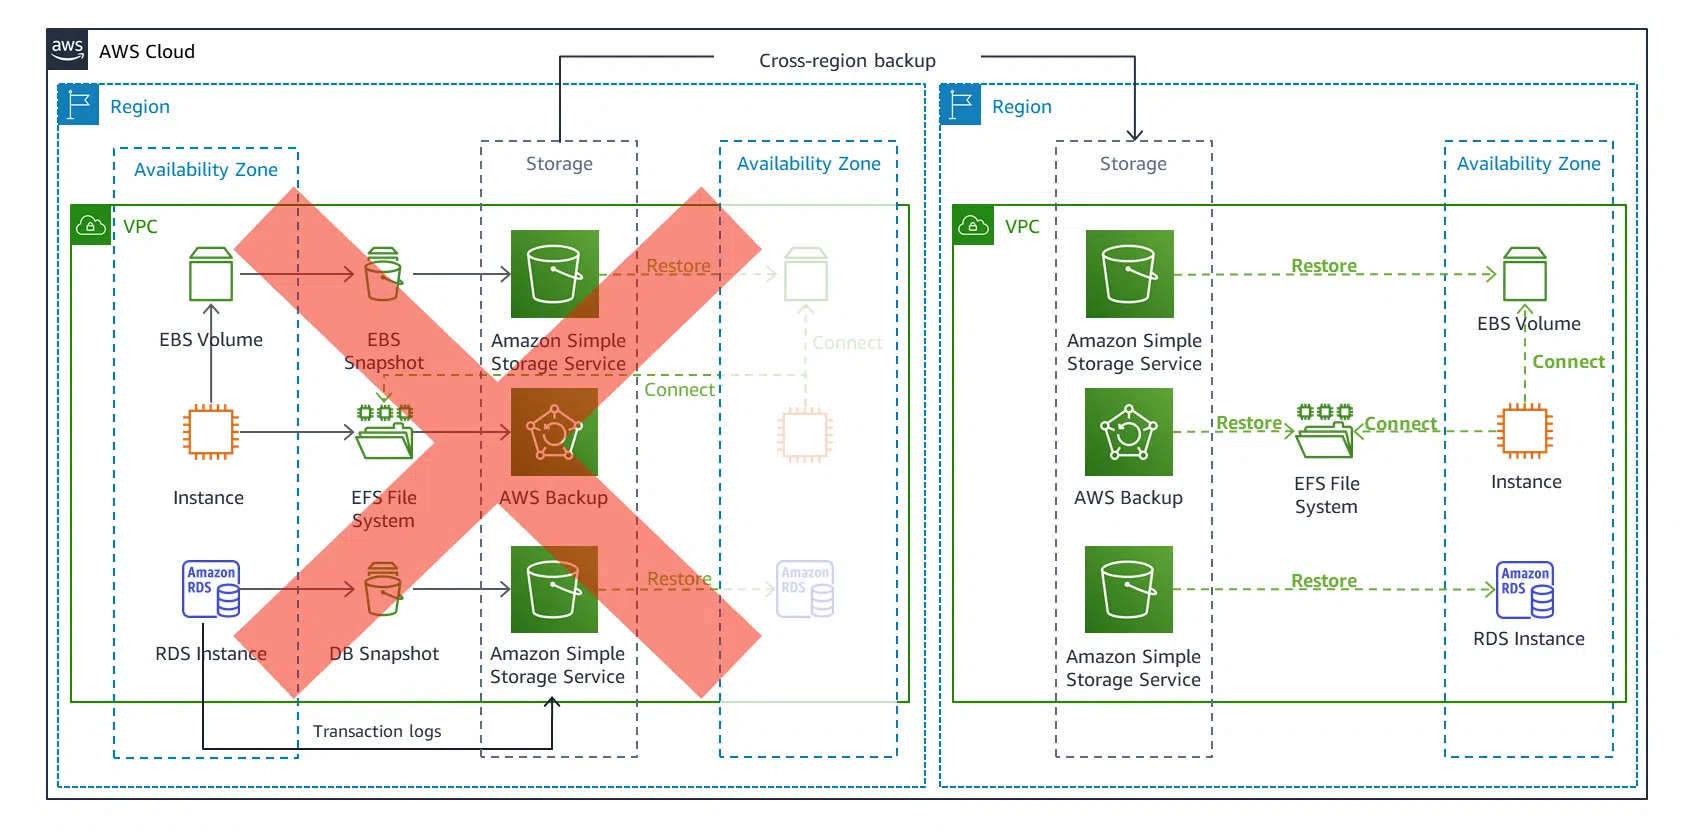 aws
AWS Cloud
Cross-region backup
Region
Availability Zone
Storage
Availability Zone
VPC
Restore
EBS Volume
EBS
Snapshot
Amazon Simple
Storage Service
Connect
Connect
Instance
EFS File
System
AWS Backup
Amazon
RDS
Restore
Amazon
RDS
RDS Instance
DB Snapshot
Amazon Simple
Storage Service
Transaction logs
Region
Storage
Availability Zone
VPC
Restore
EBS Volume
Amazon Simple
Storage Service
Connect
Restore
Connect
AWS Backup
EFS File
System
Instance
Restore
Amazon
RDS
RDS Instance
Amazon Simple
Storage Service